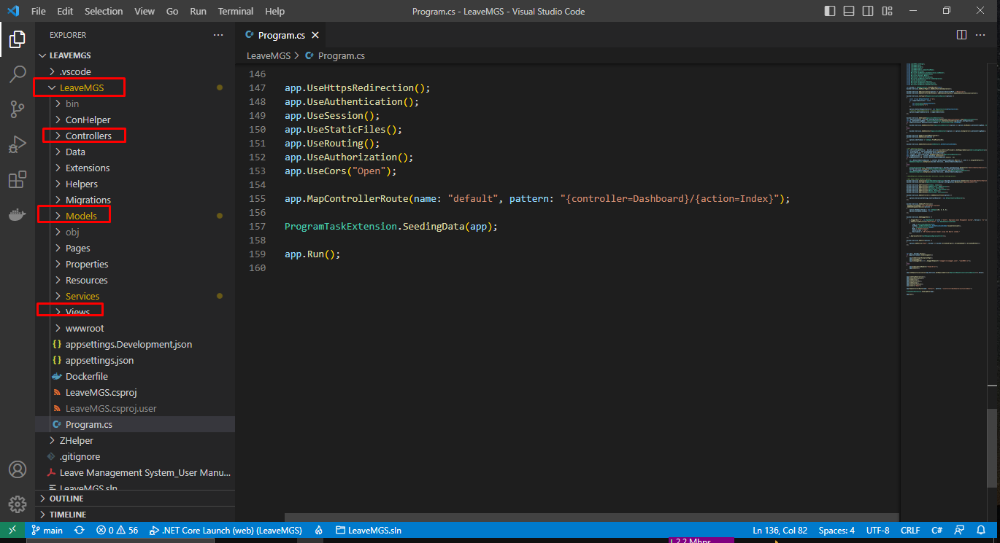 File Edit Selection View Go Run Terminal Help
Program.cs - LeaveMGS - Visual Studio Code
EXPLORER
LEAVEMGS
.vscode
LeaveMGS
bin
ConHelper
Controllers
Data
Extensions
Helpers
Migrations
Models
obj
Pages
Properties
Resources
Services
Views
wwwroot
appsettings.Development.json
appsettings.json
Dockerfile
LeaveMGS.csproj
LeaveMGS.csproj.user
Program.cs
ZHelper
.gitignore
Leave Management System_User Manu...
LeaveMGS.sln
OUTLINE
TIMELINE
Program.cs
LeaveMGS > Program.cs
146
147 app.UseHttpsRedirection();
148 app.UseAuthentication();
149 app.UseSession();
150 app.UseStaticFiles();
151 app.UseRouting();
152 app.UseAuthorization();
153 app.UseCors("Open");
154
155 app.MapControllerRoute(name: "default", pattern: "{controller=Dashboard}/{action=Index}");
156
157 ProgramTaskExtension.SeedingData(app);
158
159 app.Run();
160
main 0 56 .NET Core Launch (web) (LeaveMGS) LeaveMGS.sln
Ln 136, Col 82 Spaces: 4 UTF-8 CRLF C#
2.2 Mbps